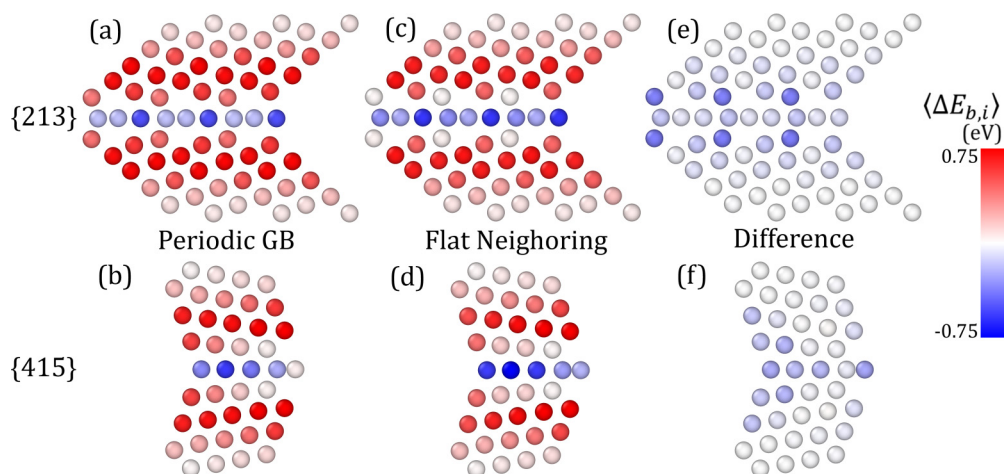 (a)
(c)
(e)
{213}
⟨ΔE_{b,i}⟩
(eV)
0.75
Periodic GB
Flat Neighoring
Difference
(b)
(d)
(f)
-0.75
{415}